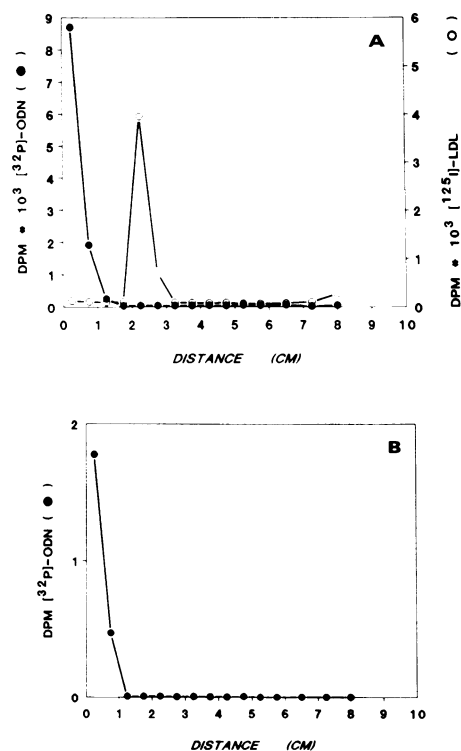 A
9
8
7
6
5
4
3
2
1
0
DPM * 10³ [³²P]-ODN ( ● )
6
5
4
3
2
1
0
DPM * 10³ [¹²⁵I]-LDL ( O )
0 1 2 3 4 5 6 7 8 9 10
DISTANCE (CM)
B
2
1
0
DPM [³²P]-ODN ( ● )
0 1 2 3 4 5 6 7 8 9 10
DISTANCE (CM)